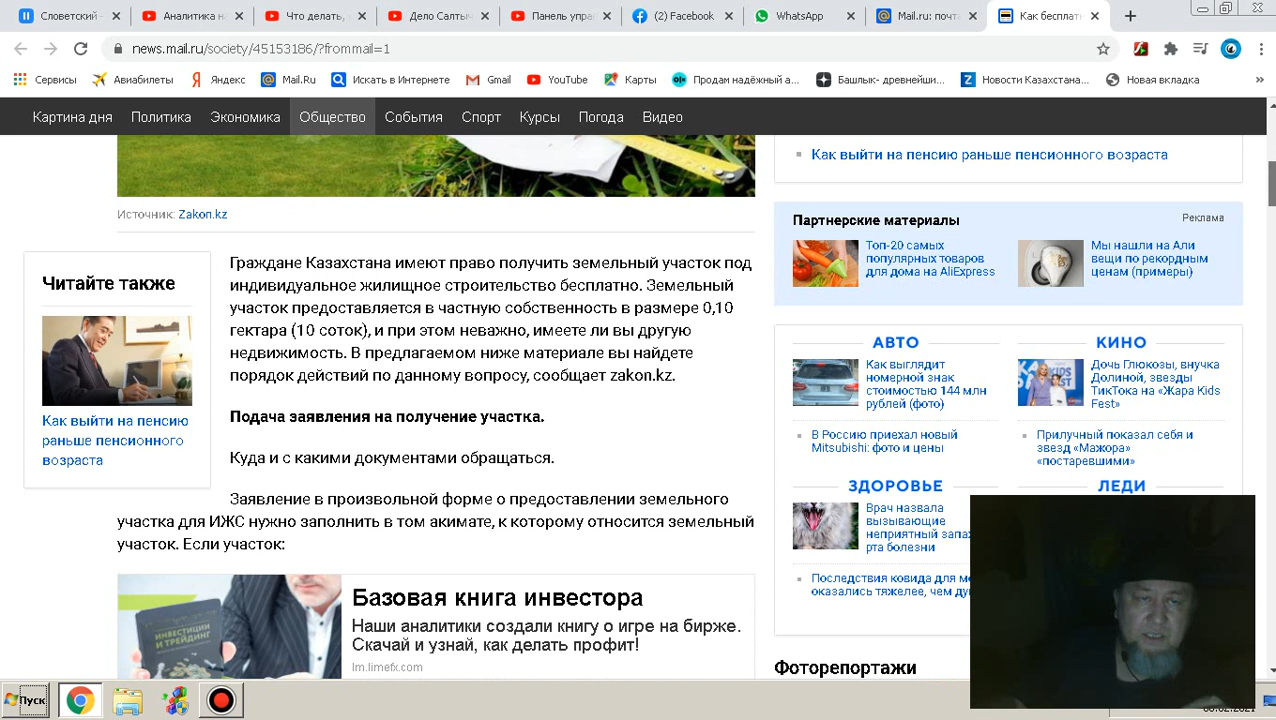 Словетский -
Аналитика н
Что делать,
Дело Салтыч
Панель упра
(2) Facebook
WhatsApp
Mail.ru: почт
Как бесплат
news.mail.ru/society/45153186/?frommail=1
Сервисы
Авиабилеты
Яндекс
Mail.Ru
Искать в Интернете
Gmail
YouTube
Карты
Продам надёжный а...
Башлык- древнейши...
Новости Казахстана...
Новая вкладка
Картина дня
Политика
Экономика
Общество
События
Спорт
Курсы
Погода
Видео
Источник: Zakon.kz
Читайте также
Как выйти на пенсию
раньше пенсионного
возраста
Граждане Казахстана имеют право получить земельный участок под
индивидуальное жилищное строительство бесплатно. Земельный
участок предоставляется в частную собственность в размере 0,10
гектара (10 соток), и при этом неважно, имеете ли вы другую
недвижимость. В предлагаемом ниже материале вы найдете
порядок действий по данному вопросу, сообщает zakon.kz.
Подача заявления на получение участка.
Куда и с какими документами обращаться.
Заявление в произвольной форме о предоставлении земельного
участка для ИЖС нужно заполнить в том акимате, к которому относится земельный
участок. Если участок:
ИНВЕСТИЦИИ
И ТРЕЙДИНГ
Базовая книга инвестора
Наши аналитики создали книгу о игре на бирже.
Скачай и узнай, как делать профит!
lm.limefx.com
Как выйти на пенсию раньше пенсионного возраста
Партнерские материалы
Реклама
Топ-20 самых
популярных товаров
для дома на AliExpress
Мы нашли на Али
вещи по рекордным
ценам (примеры)
АВТО
Как выглядит
номерной знак
стоимостью 144 млн
рублей (фото)
В Россию приехал новый
Mitsubishi: фото и цены
КИНО
Дочь Глюкозы, внучка
Долиной, звезды
ТикТока на «Жара Kids
Fest»
Прилучный показал себя и
звезд «Мажора»
«постаревшими»
ЗДОРОВЬЕ
Врач назвала
вызывающие
неприятный запах
рта болезни
Последствия ковида для м
оказались тяжелее, чем ду
ЛЕДИ
Фоторепортажи
Пуск